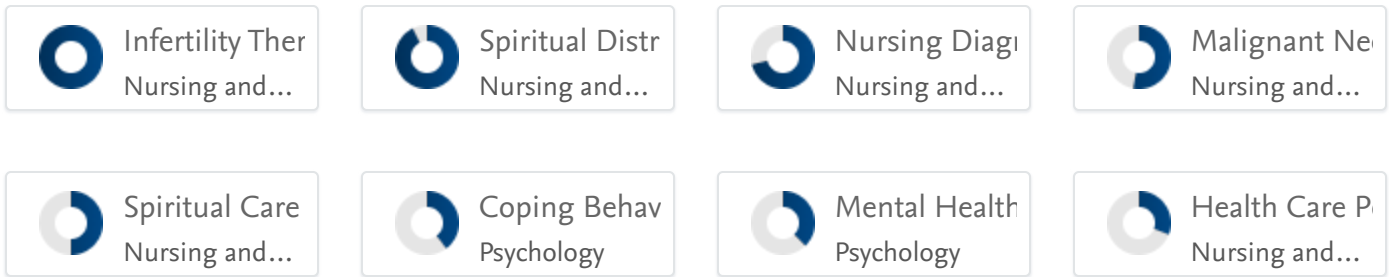 Infertility Ther
Nursing and...
Spiritual Distr
Nursing and...
Nursing Diag
Nursing and...
Malignant Ne
Nursing and...
Spiritual Care
Nursing and...
Coping Behav
Psychology
Mental Health
Psychology
Health Care P
Nursing and...